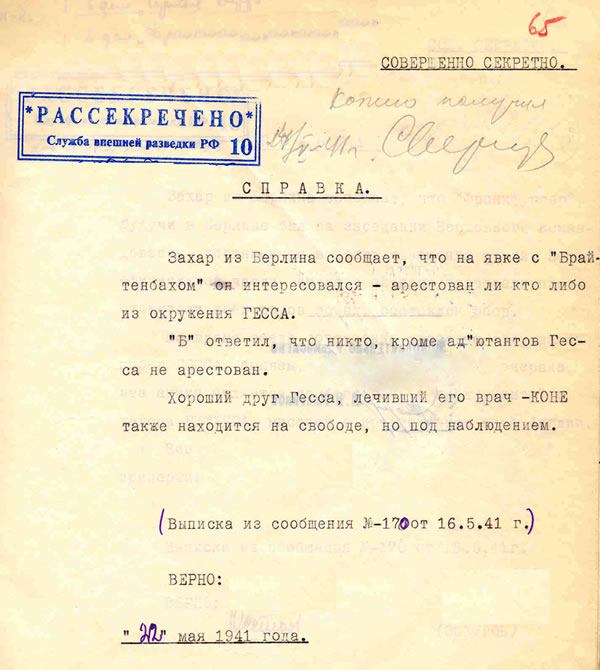 65
СОВЕРШЕННО СЕКРЕТНО.
*РАССЕКРЕЧЕНО*
Служба внешней разведки РФ 10
Копию получил
СПРАВКА.
Захар из Берлина сообщает, что на явке с "Брай-
тенбахом" он интересовался - арестован ли кто либо
из окружения ГЕССА.
"Б" ответил, что никто, кроме ад"ютантов Гес-
са не арестован.
Хороший друг Гесса, лечивший его врач -КОНЕ
также находится на свободе, но под наблюдением.
(Выписка из сообщения №-170 от 16.5.41 г.)
ВЕРНО:
"22" мая 1941 года.